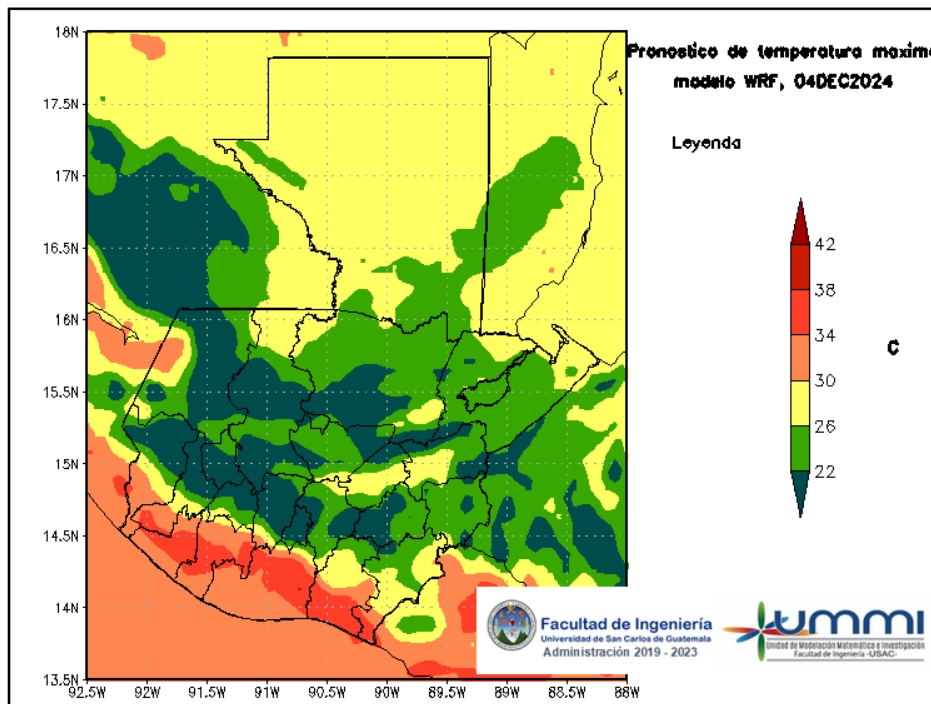 Pronostico de temperatura maxima
modelo WRF, 04DEC2024
Leyenda
42
38
34
30
26
22
C
18N
17.5N
17N
16.5N
16N
15.5N
15N
14.5N
14N
13.5N
92.5W
92W
91.5W
91W
90.5W
90W
89.5W
89W
88.5W
88W
Facultad de Ingeniería
Universidad de San Carlos de Guatemala
Administración 2019 - 2023
UMMI
Unidad de Modelación Matemática e Investigación
Facultad de Ingeniería -USAC-